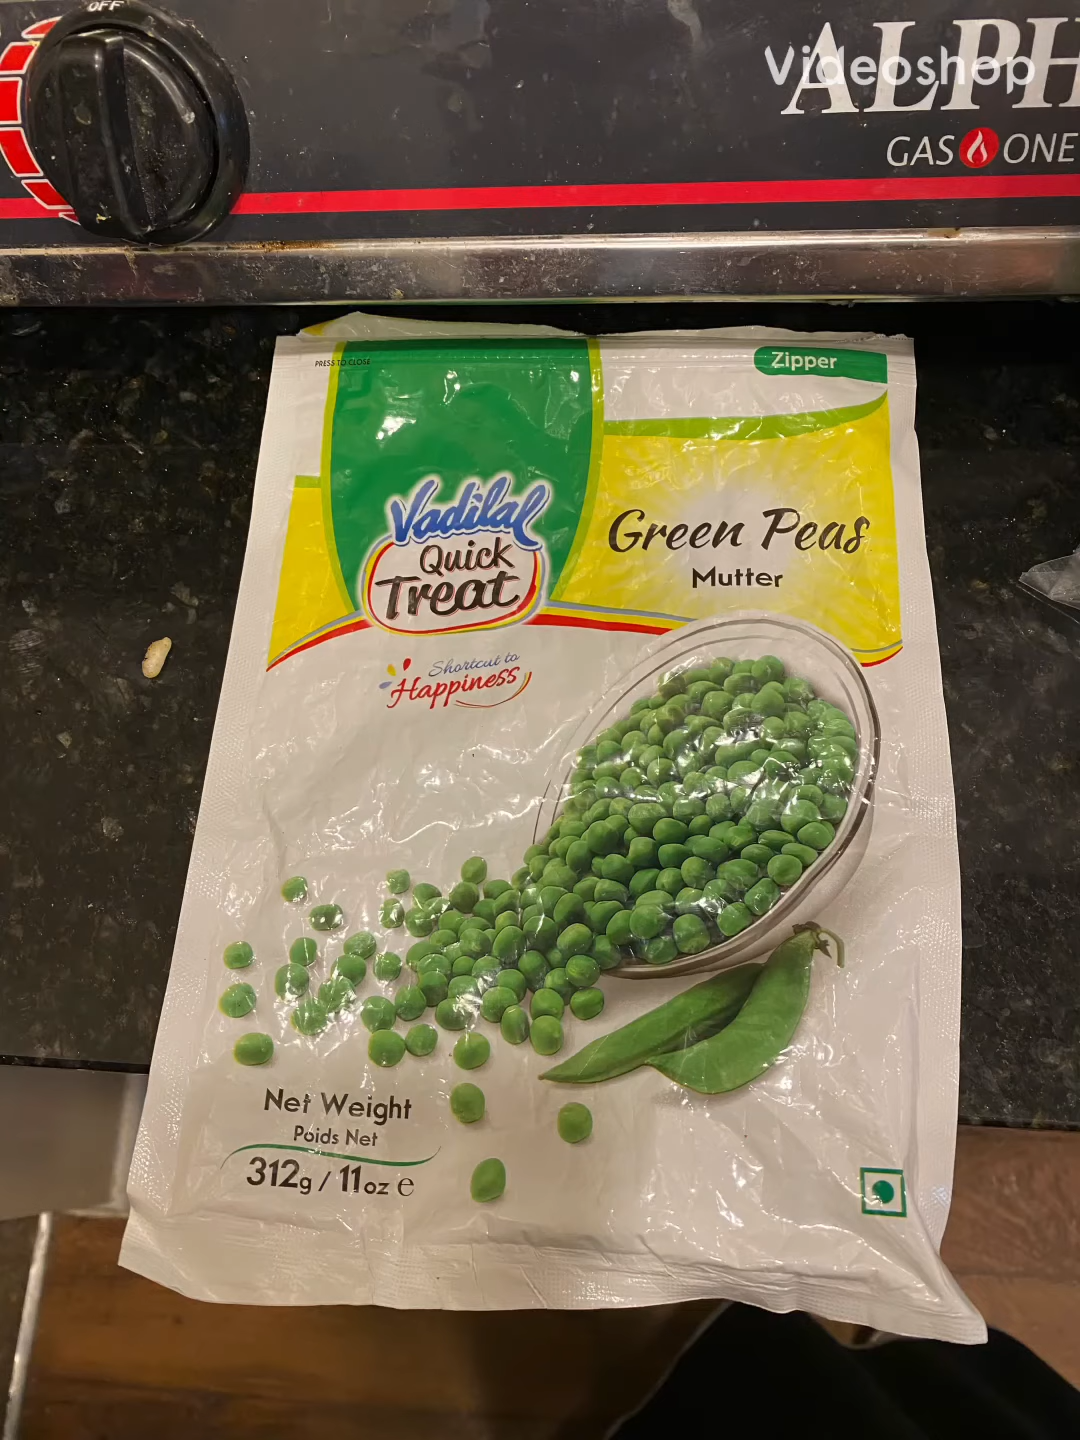 OFF
Videoshop
ALPH
GAS ONE
PRESS TO CLOSE
Zipper
Vadilal
Quick
Treat
Green Peas
Mutter
Shortcut to
Happiness
Net Weight
Poids Net
312g / 11oz e